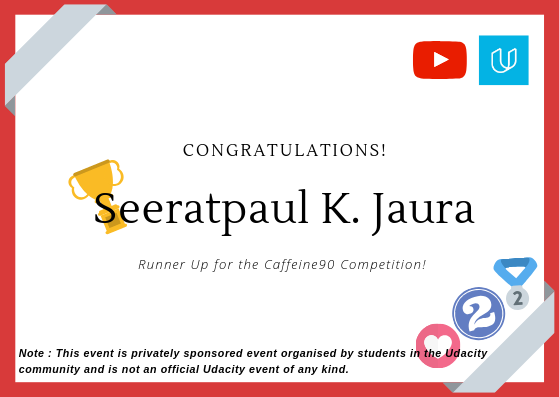 CONGRATULATIONS!
Seeratpaul K. Jaura
Runner Up for the Caffeine90 Competition!
2
2
Note : This event is privately sponsored event organised by students in the Udacity
community and is not an official Udacity event of any kind.